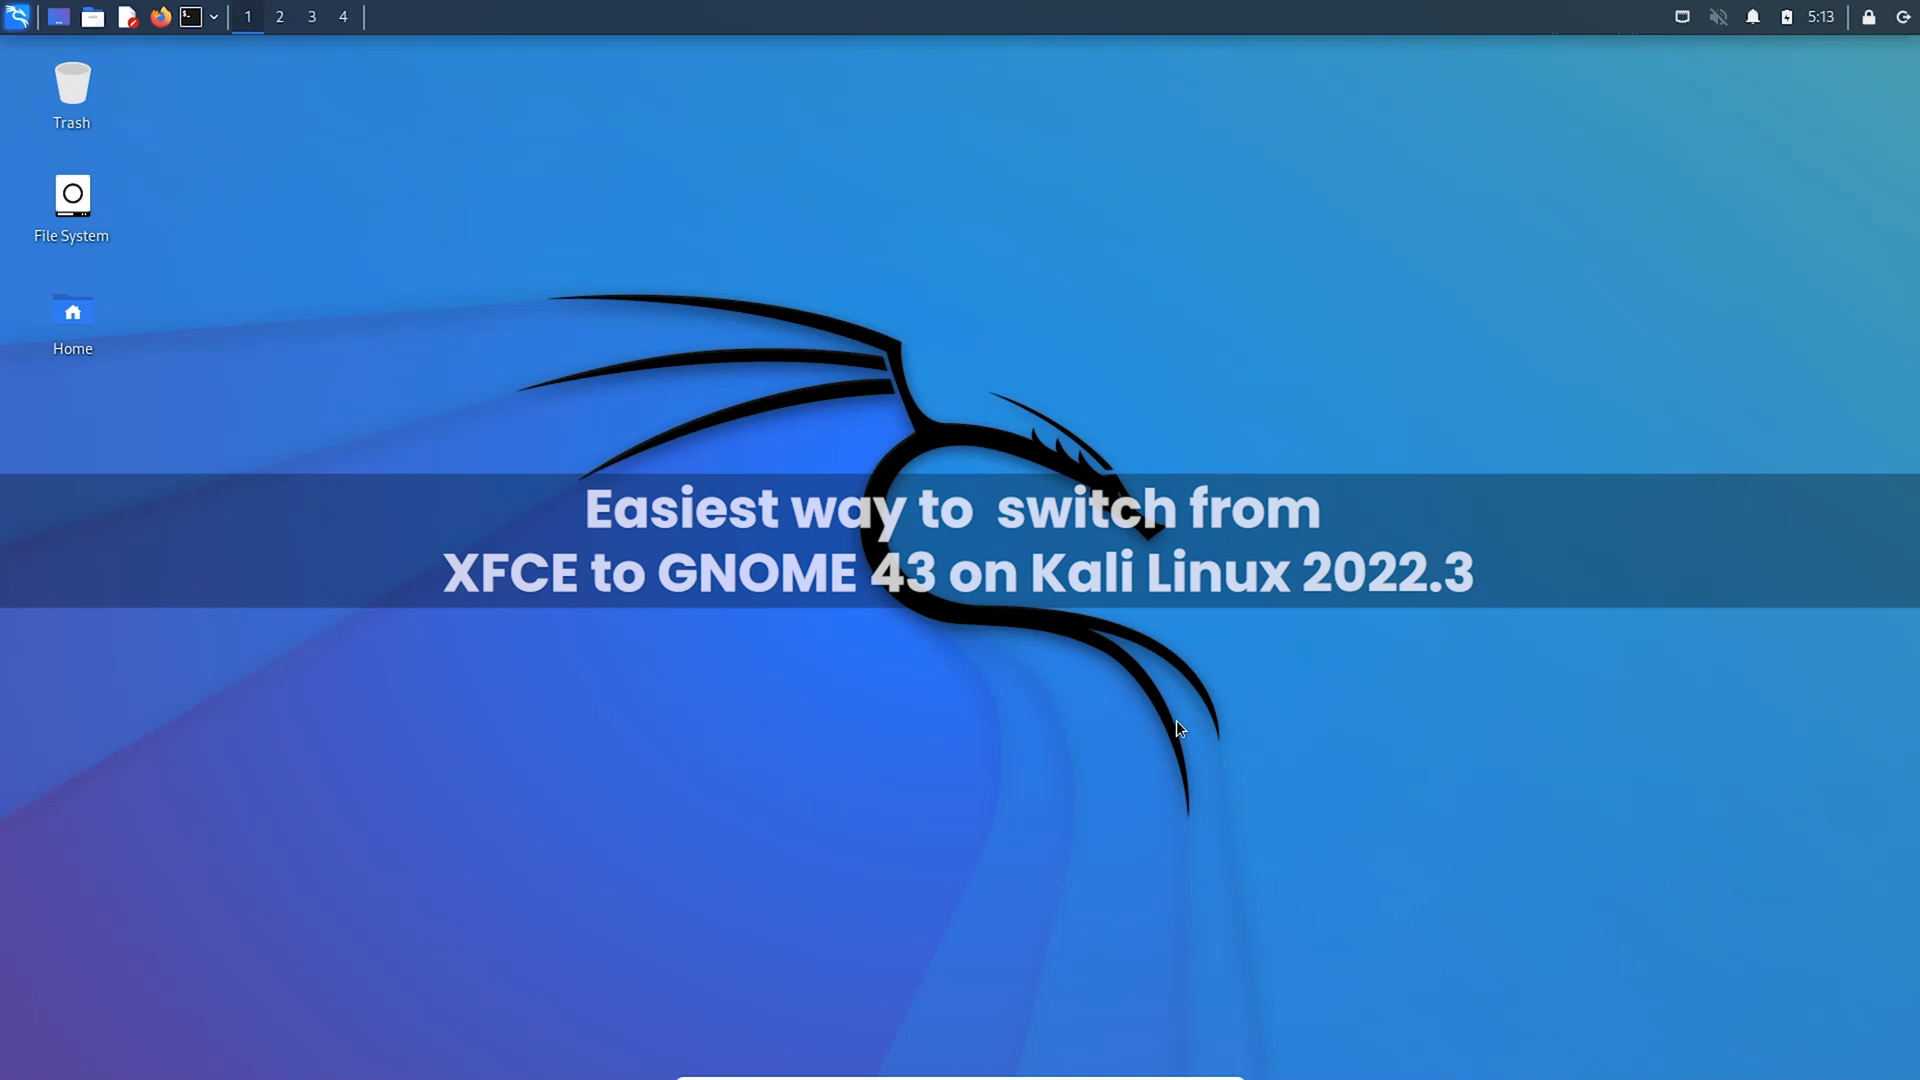 1 2 3 4
5:13
Trash
File System
Home
Easiest way to switch from
XFCE to GNOME 43 on Kali Linux 2022.3